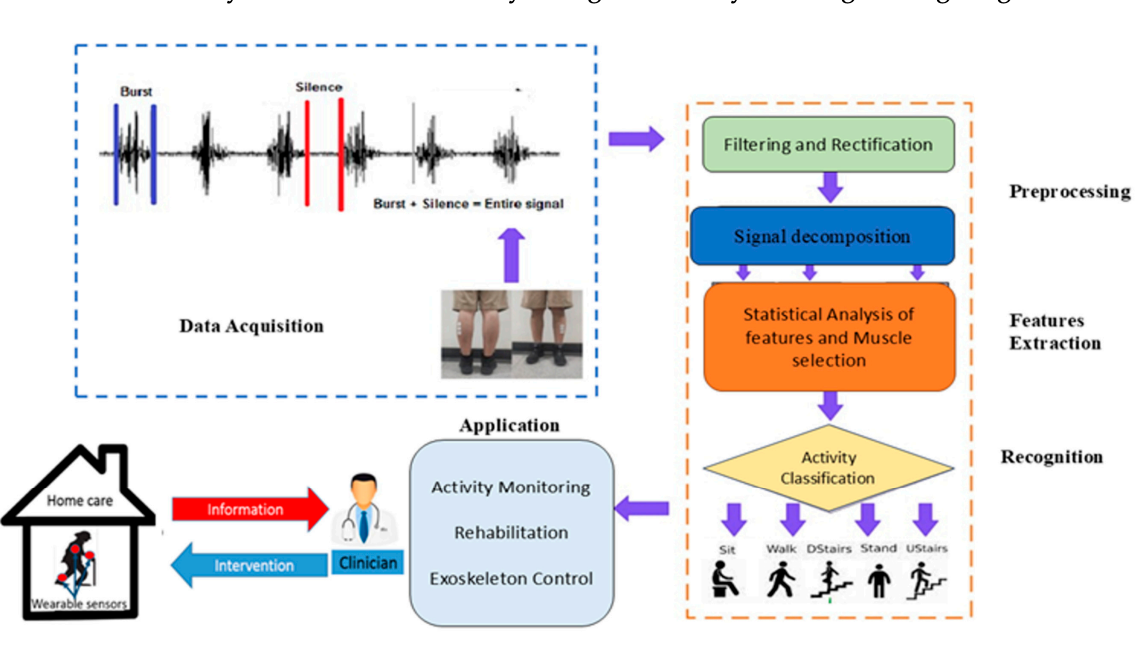 Burst
Silence
Burst + Silence = Entire signal
Data Acquisition
Filtering and Rectification
Signal decomposition
Statistical Analysis of
features and Muscle
selection
Activity
Classification
Sit
Walk
DStairs
Stand
UStairs
Preprocessing
Features
Extraction
Recognition
Application
Activity Monitoring
Rehabilitation
Exoskeleton Control
Home care
Wearable sensors
Information
Intervention
Clinician